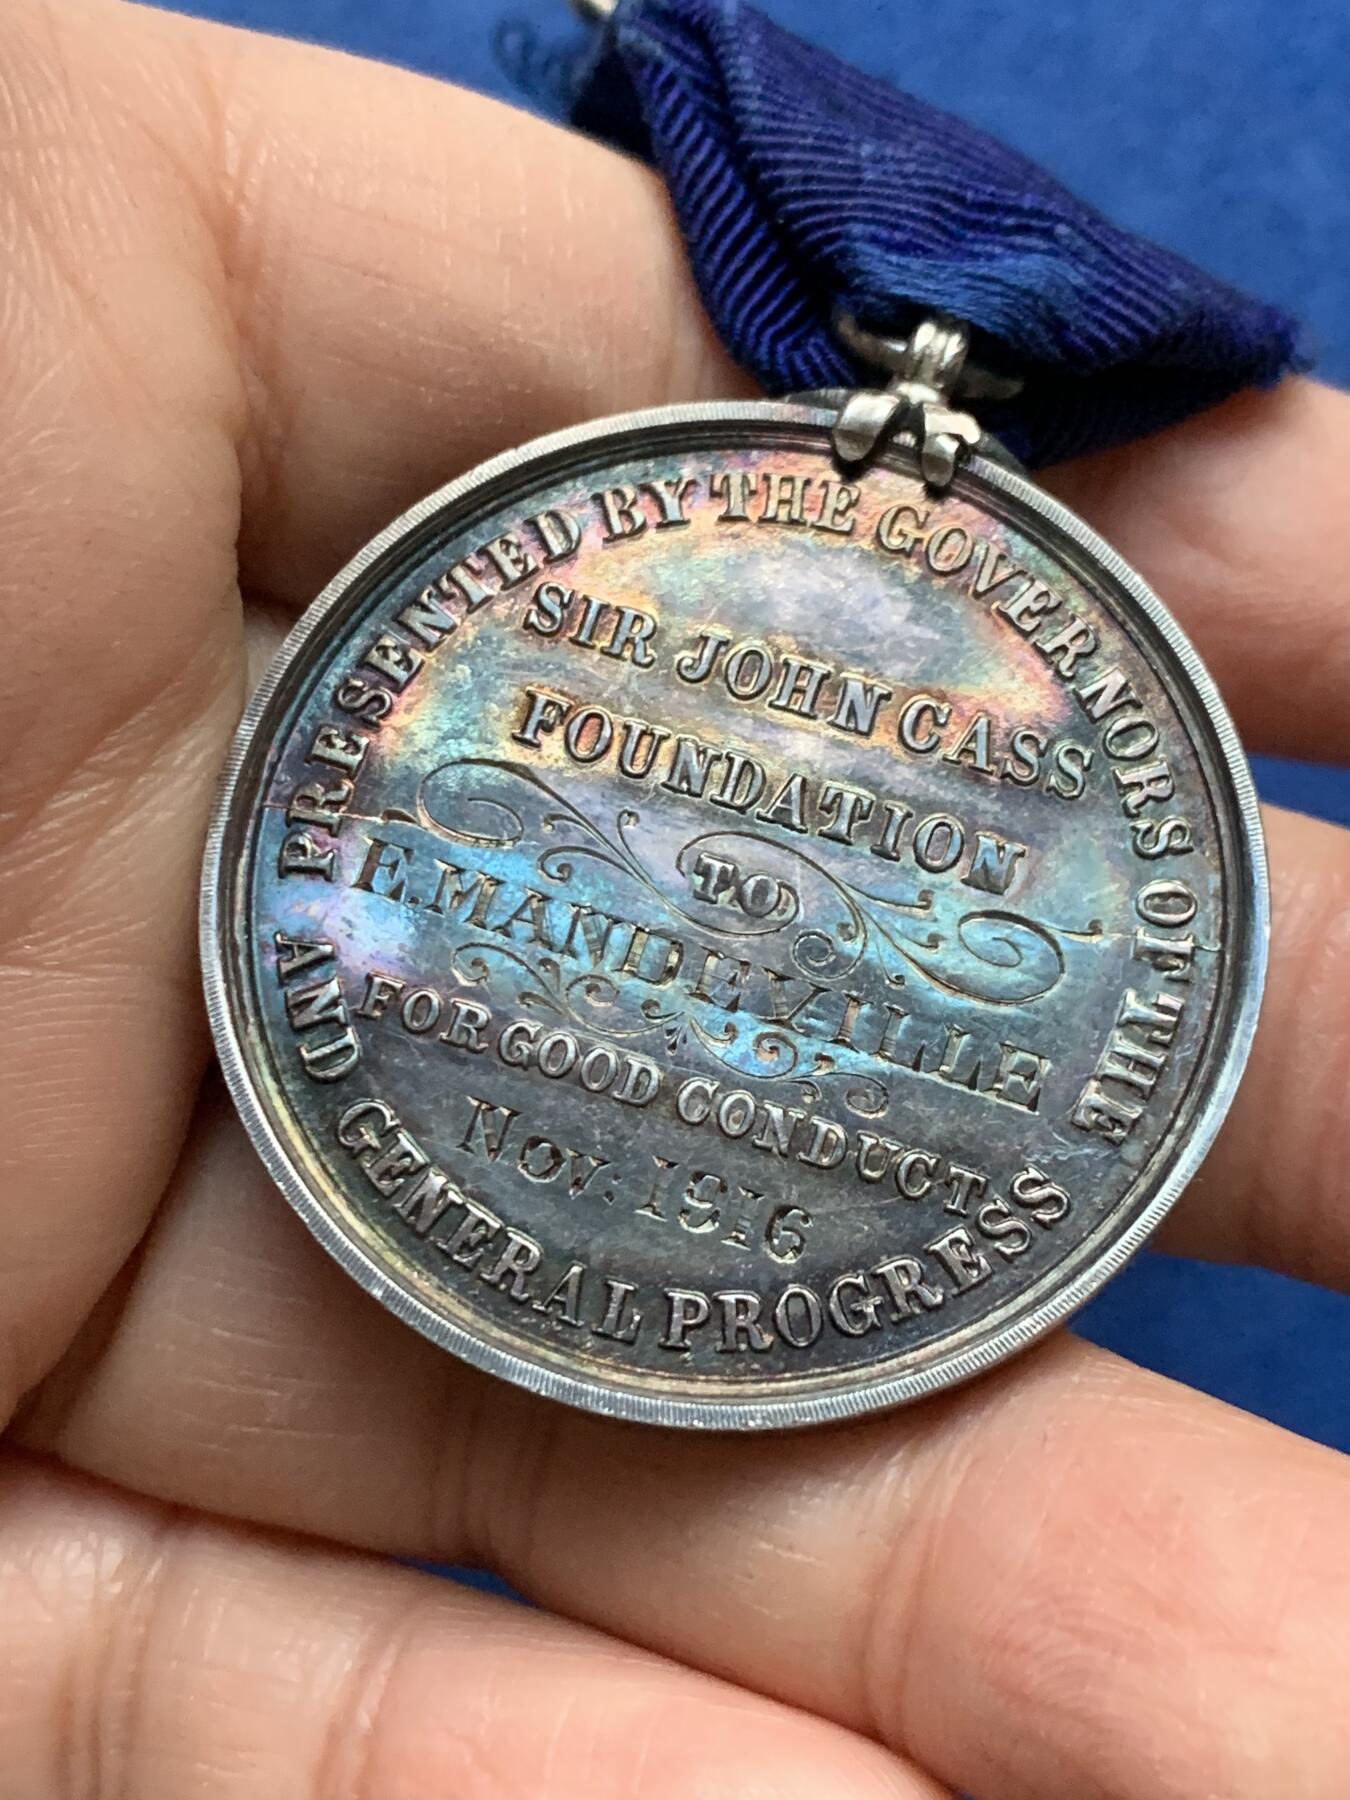 PRESENTED BY THE GOVERNORS OF THE
SIR JOHN CASS
FOUNDATION
TO
E. MANDEVILLE
FOR GOOD CONDUCT
NOV: 1916
AND GENERAL PROGRESS